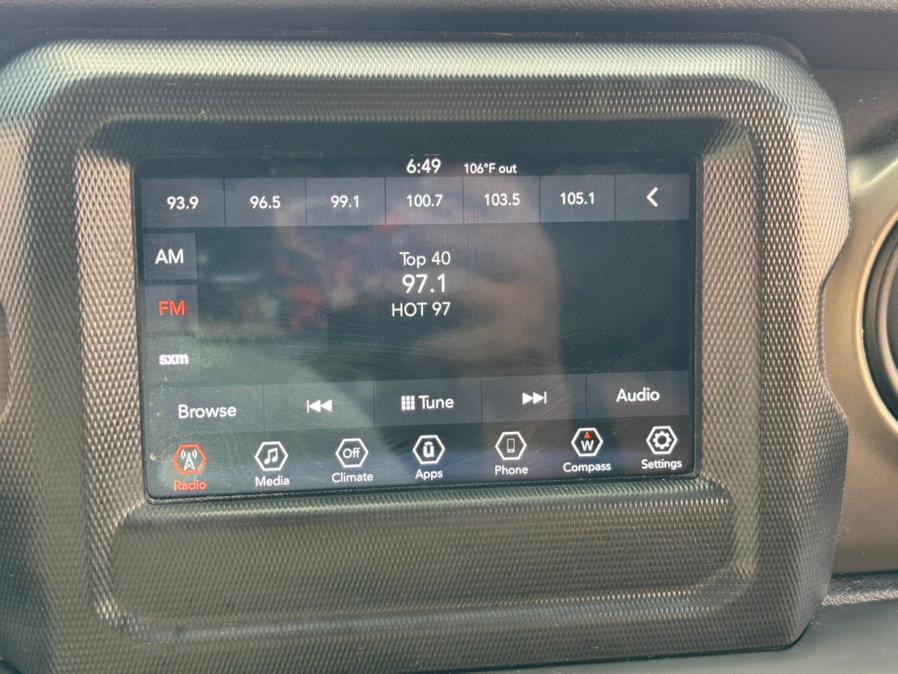 6:49 106°F out
93.9 96.5 99.1 100.7 103.5 105.1
AM
Top 40
97.1
FM
HOT 97
sxm
Browse Tune Audio
Off
W
Radio Media Climate Apps Phone Compass Settings